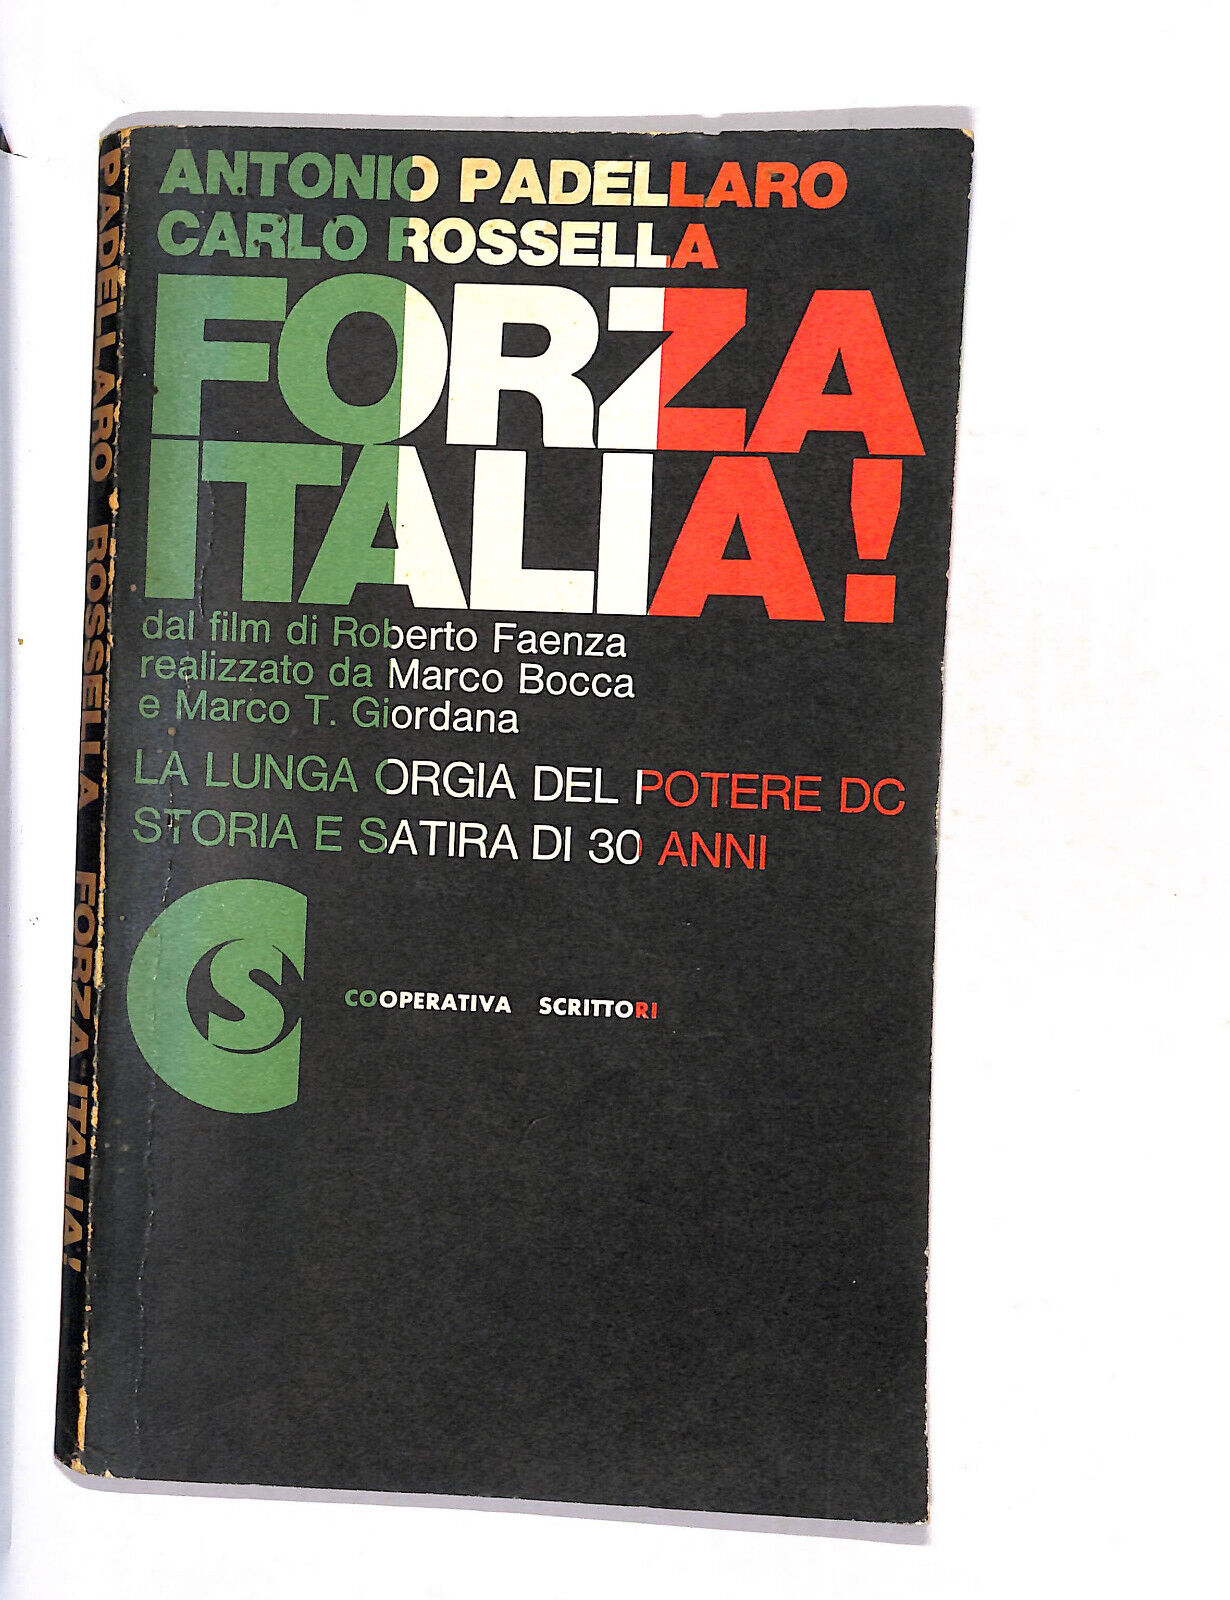 ANTONIO PADELLARO
CARLO ROSSELLA
FORZA
ITALIA!
dal film di Roberto Faenza
realizzato da Marco Bocca
e Marco T. Giordana
LA LUNGA ORGIA DEL POTERE DC
STORIA E SATIRA DI 30 ANNI
CS
COOPERATIVA SCRITTORI
PADELLARO ROSSELLA FORZA ITALIA!